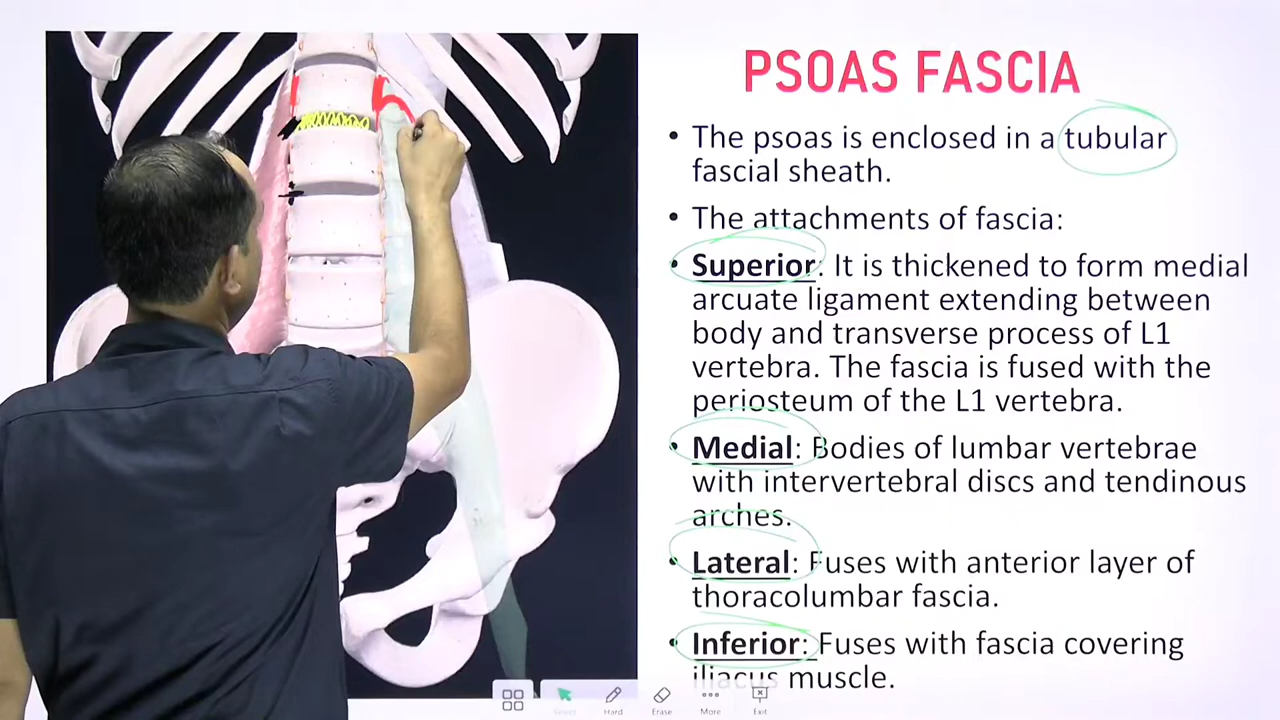 PSOAS FASCIA
• The psoas is enclosed in a tubular
fascial sheath.
• The attachments of fascia:
• Superior: It is thickened to form medial
arcuate ligament extending between
body and transverse process of L1
vertebra. The fascia is fused with the
periosteum of the L1 vertebra.
• Medial: Bodies of lumbar vertebrae
with intervertebral discs and tendinous
arches.
• Lateral: Fuses with anterior layer of
thoracolumbar fascia.
• Inferior: Fuses with fascia covering
iliacus muscle.
Select Hard Erase More Exit